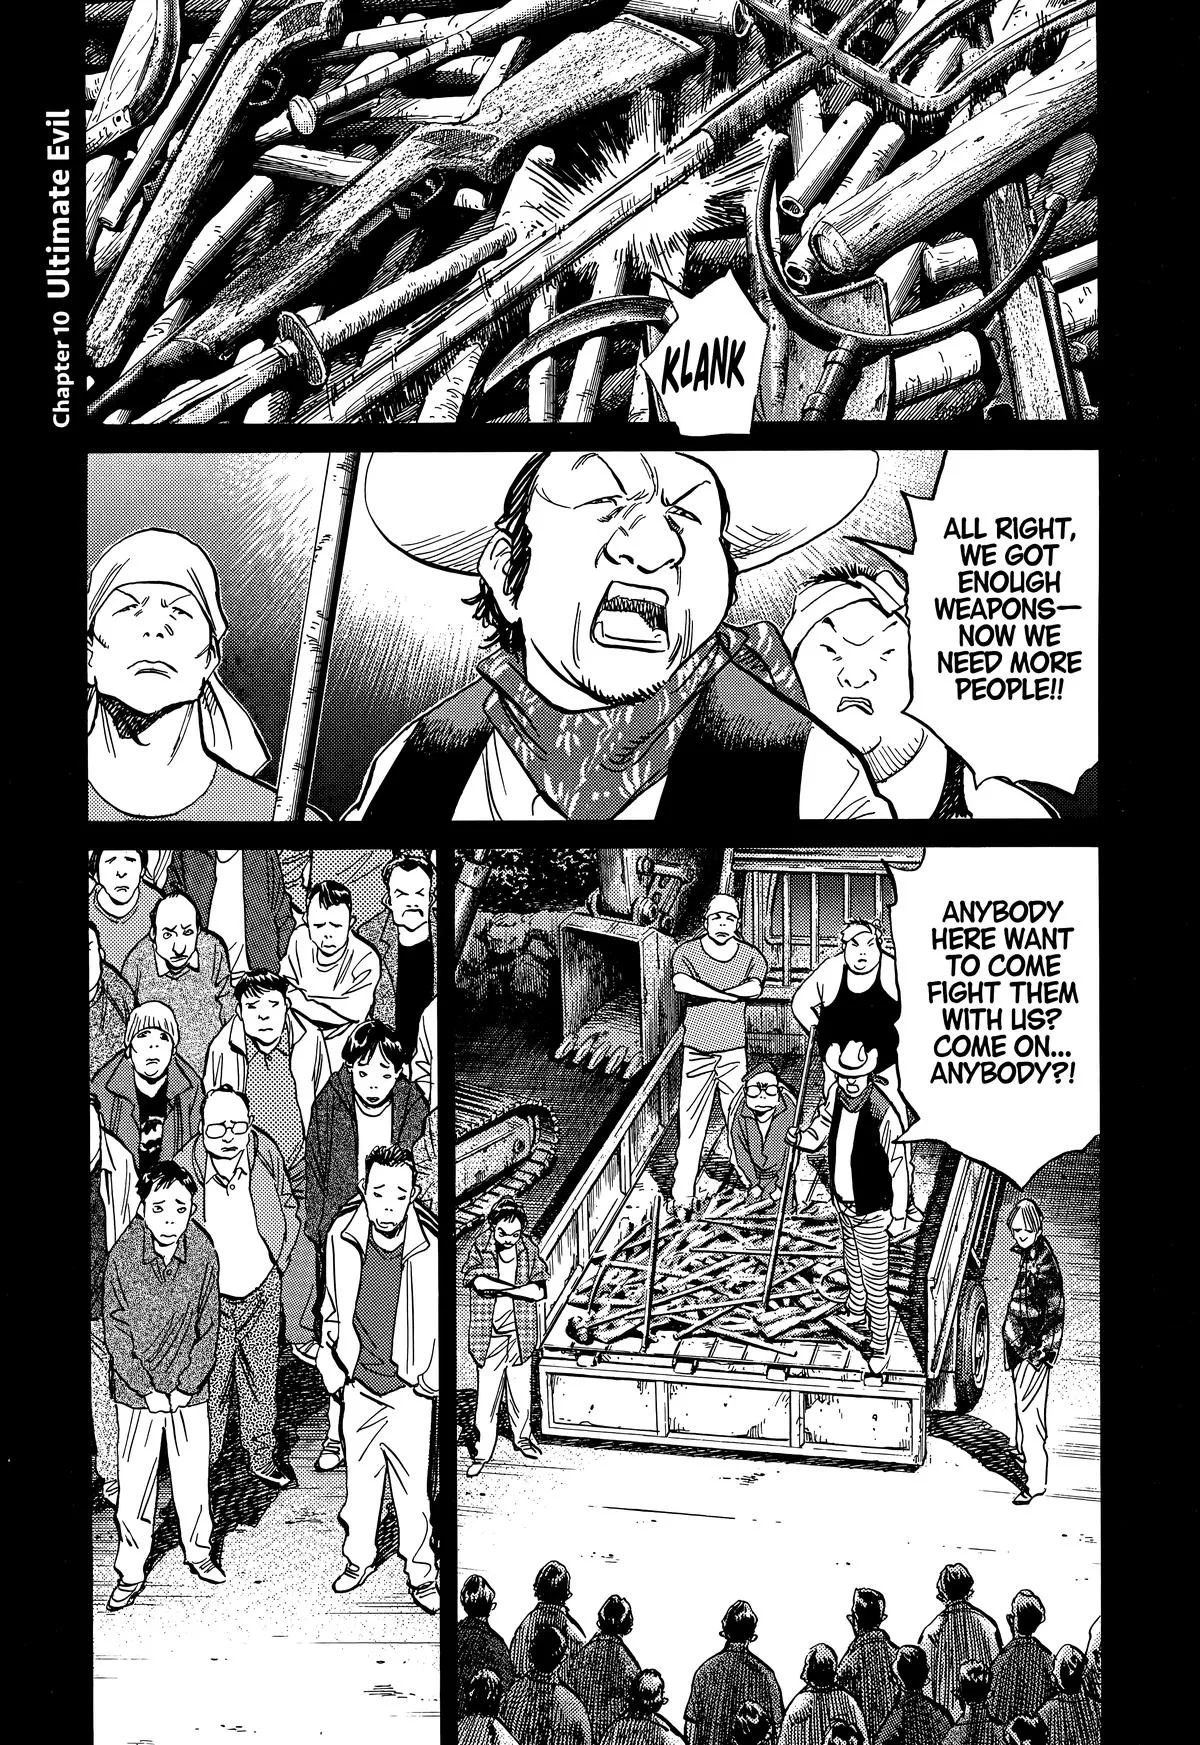 Chapter 10 Ultimate Evil
KLANK
ALL RIGHT,
WE GOT
ENOUGH
WEAPONS—
NOW WE
NEED MORE
PEOPLE!!
ANYBODY
HERE WANT
TO COME
FIGHT THEM
WITH US?
COME ON...
ANYBODY?!